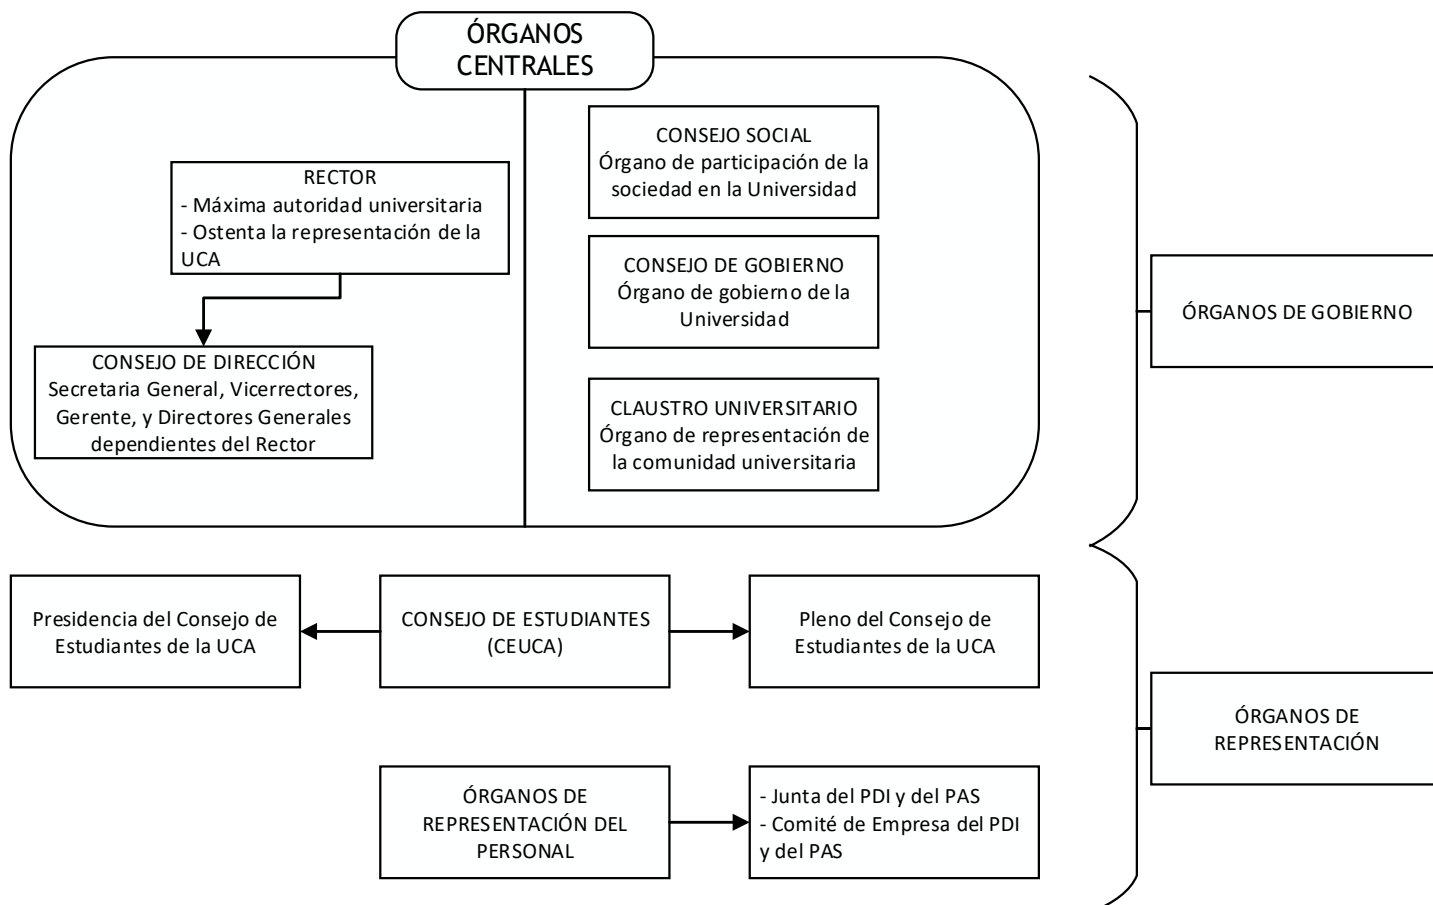 ÓRGANOS
CENTRALES
RECTOR
- Máxima autoridad universitaria
- Ostenta la representación de la
UCA
CONSEJO DE DIRECCIÓN
Secretaria General, Vicerrectores,
Gerente, y Directores Generales
dependientes del Rector
CONSEJO SOCIAL
Órgano de participación de la
sociedad en la Universidad
CONSEJO DE GOBIERNO
Órgano de gobierno de la
Universidad
CLAUSTRO UNIVERSITARIO
Órgano de representación de
la comunidad universitaria
ÓRGANOS DE GOBIERNO
Presidencia del Consejo de
Estudiantes de la UCA
CONSEJO DE ESTUDIANTES
(CEUCA)
Pleno del Consejo de
Estudiantes de la UCA
ÓRGANOS DE
REPRESENTACIÓN DEL
PERSONAL
- Junta del PDI y del PAS
- Comité de Empresa del PDI
y del PAS
ÓRGANOS DE
REPRESENTACIÓN